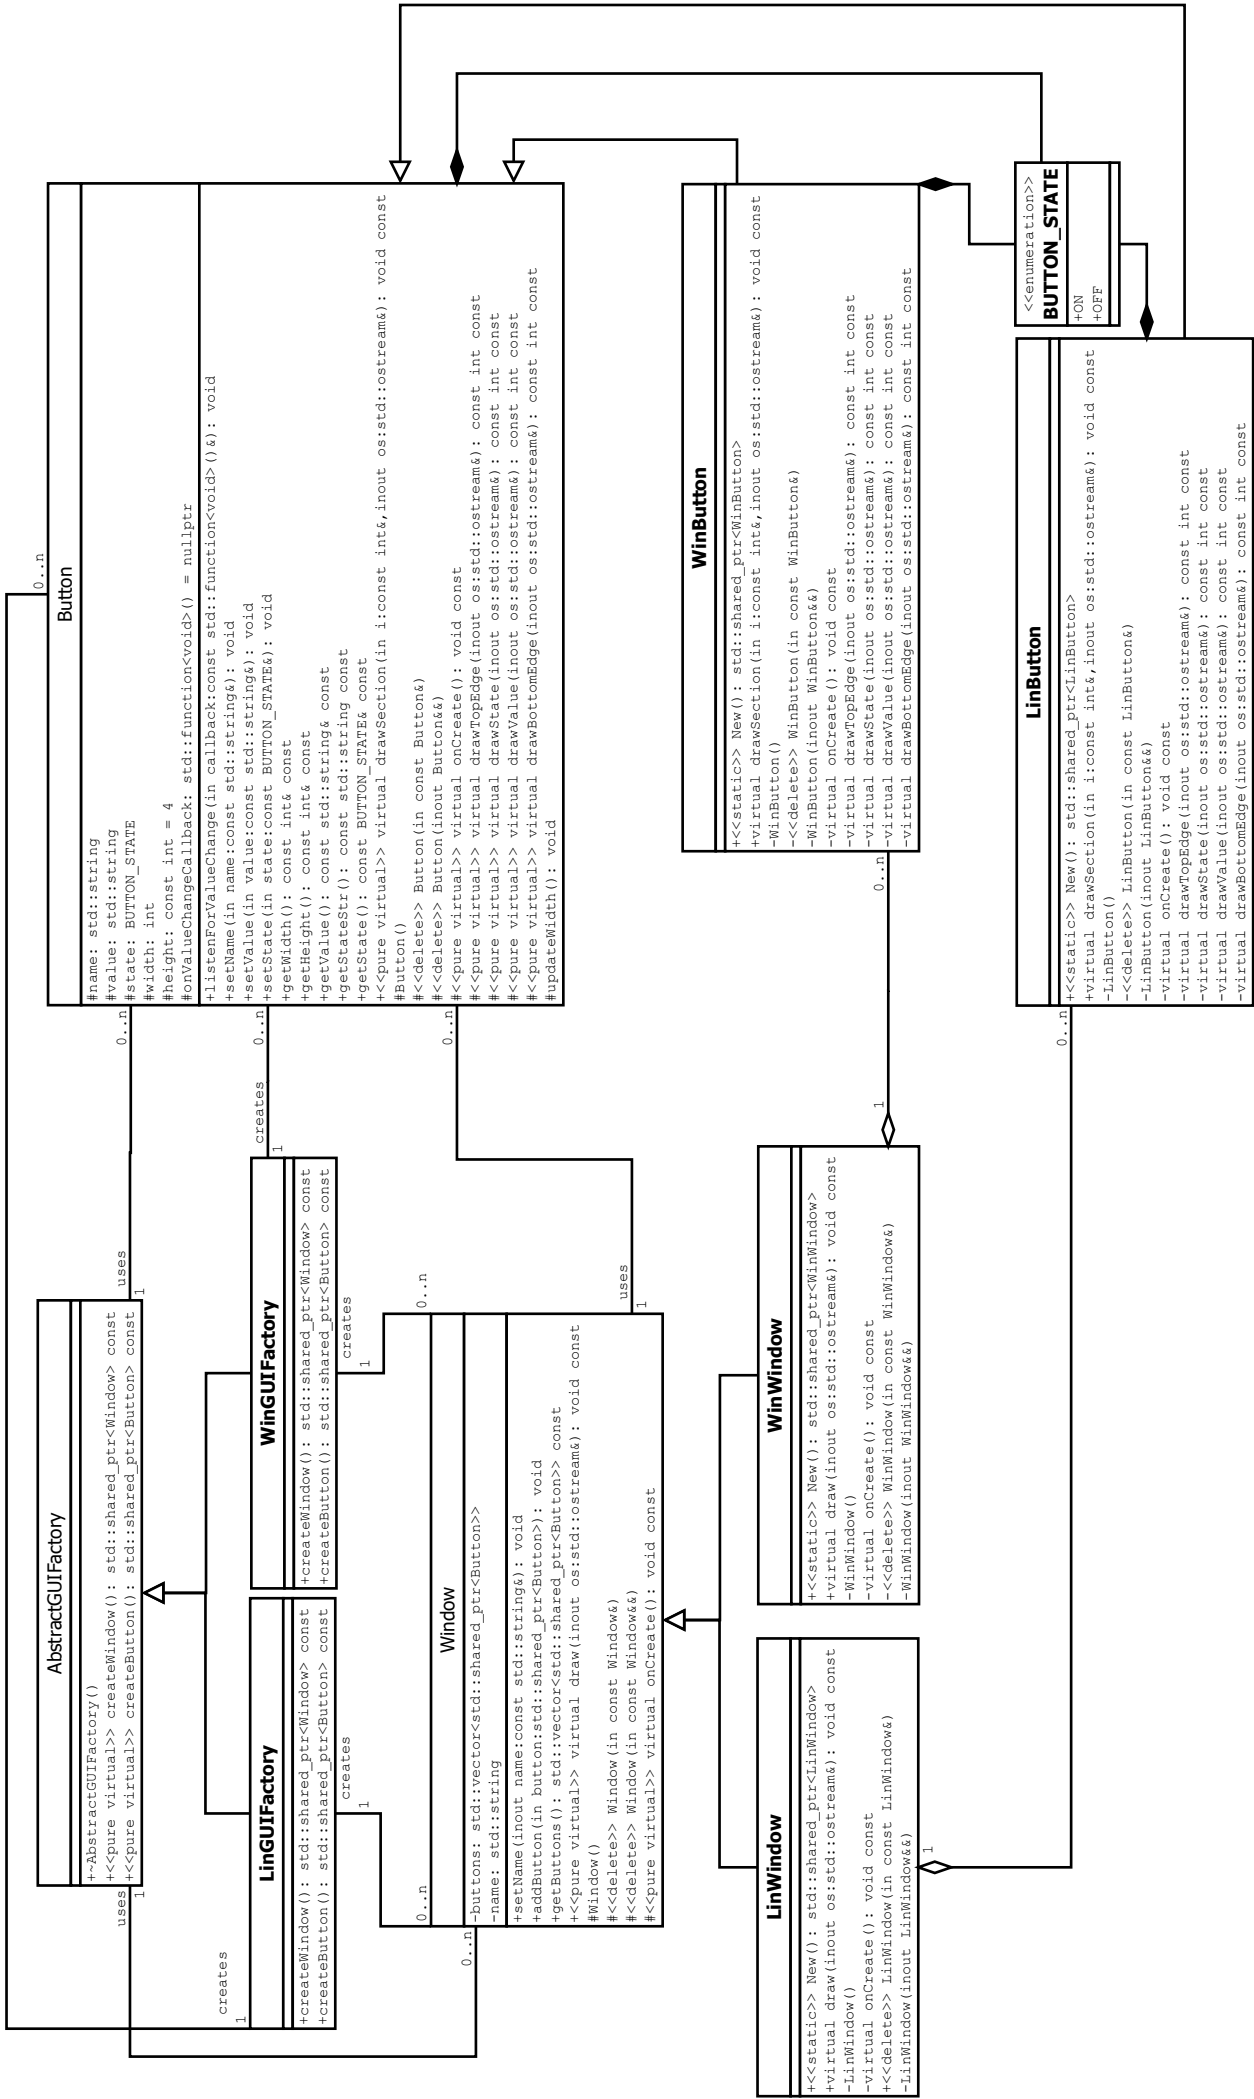 AbstractGUIFactory
+~AbstractGUIFactory()
+<<pure virtual>> createWindow(): std::shared_ptr<Window> const
+<<pure virtual>> createButton(): std::shared_ptr<Button> const
uses
1
uses
1
0..n
creates
1
LinGUIFactory
+createWindow(): std::shared_ptr<Window> const
+createButton(): std::shared_ptr<Button> const
creates
1
0..n
WinGUIFactory
+createWindow(): std::shared_ptr<Window> const
+createButton(): std::shared_ptr<Button> const
creates
1
0..n
creates
1
0..n
Window
-buttons: std::vector<std::shared_ptr<Button>>
-name: std::string
+setName(inout name:const std::string&): void
+addButton(in button:std::shared_ptr<Button>): void
+getButtons(): std::vector<std::shared_ptr<Button>> const
+<<pure virtual>> virtual draw(inout os:std::ostream&): void const
#Window()
#<<delete>> Window(in const Window&)
#<<delete>> Window(in const Window&&)
#<<pure virtual>> virtual onCreate(): void const
0..n
uses
1
0..n
Button
0..n
#name: std::string
#value: std::string
#state: BUTTON_STATE
#width: int
#height: const int = 4
#onValueChangeCallback: std::function<void>() = nullptr
+listenForValueChange(in callback:const std::function<void>()&): void
+setName(in name:const std::string&): void
+setValue(in value:const std::string&): void
+setState(in state:const BUTTON_STATE&): void
+getWidth(): const int& const
+getHeight(): const int& const
+getValue(): const std::string& const
+getStateStr(): const std::string const
+getState(): const BUTTON_STATE& const
+<<pure virtual>> virtual drawSection(in i:const int&,inout os:std::ostream&): void const
#Button()
#<<delete>> Button(in const Button&)
#<<delete>> Button(inout Button&&)
#<<pure virtual>> virtual onCreate(): void const
#<<pure virtual>> virtual drawTopEdge(inout os:std::ostream&): const int const
#<<pure virtual>> virtual drawState(inout os:std::ostream&): const int const
#<<pure virtual>> virtual drawValue(inout os:std::ostream&): const int const
#<<pure virtual>> virtual drawBottomEdge(inout os:std::ostream&): const int const
#updateWidth(): void
LinWindow
+<<static>> New(): std::shared_ptr<LinWindow>
+virtual draw(inout os:std::ostream&): void const
-LinWindow()
-virtual onCreate(): void const
+<<delete>> LinWindow(in const LinWindow&)
-LinWindow(inout LinWindow&&)
1
0..n
WinWindow
+<<static>> New(): std::shared_ptr<WinWindow>
+virtual draw(inout os:std::ostream&): void const
-WinWindow()
-virtual onCreate(): void const
-<<delete>> WinWindow(in const WinWindow&)
-WinWindow(inout WinWindow&&)
1
0..n
WinButton
+<<static>> New(): std::shared_ptr<WinButton>
+virtual drawSection(in i:const int&,inout os:std::ostream&): void const
-WinButton()
-<<delete>> WinButton(in const WinButton&)
-WinButton(inout WinButton&&)
-virtual onCreate(): void const
-virtual drawTopEdge(inout os:std::ostream&): const int const
-virtual drawState(inout os:std::ostream&): const int const
-virtual drawValue(inout os:std::ostream&): const int const
-virtual drawBottomEdge(inout os:std::ostream&): const int const
LinButton
+<<static>> New(): std::shared_ptr<LinButton>
+virtual drawSection(in i:const int&,inout os:std::ostream&): void const
-LinButton()
-<<delete>> LinButton(in const LinButton&)
-LinButton(inout LinButton&&)
-virtual onCreate(): void const
-virtual drawTopEdge(inout os:std::ostream&): const int const
-virtual drawState(inout os:std::ostream&): const int const
-virtual drawValue(inout os:std::ostream&): const int const
-virtual drawBottomEdge(inout os:std::ostream&): const int const
<<enumeration>>
BUTTON_STATE
+ON
+OFF